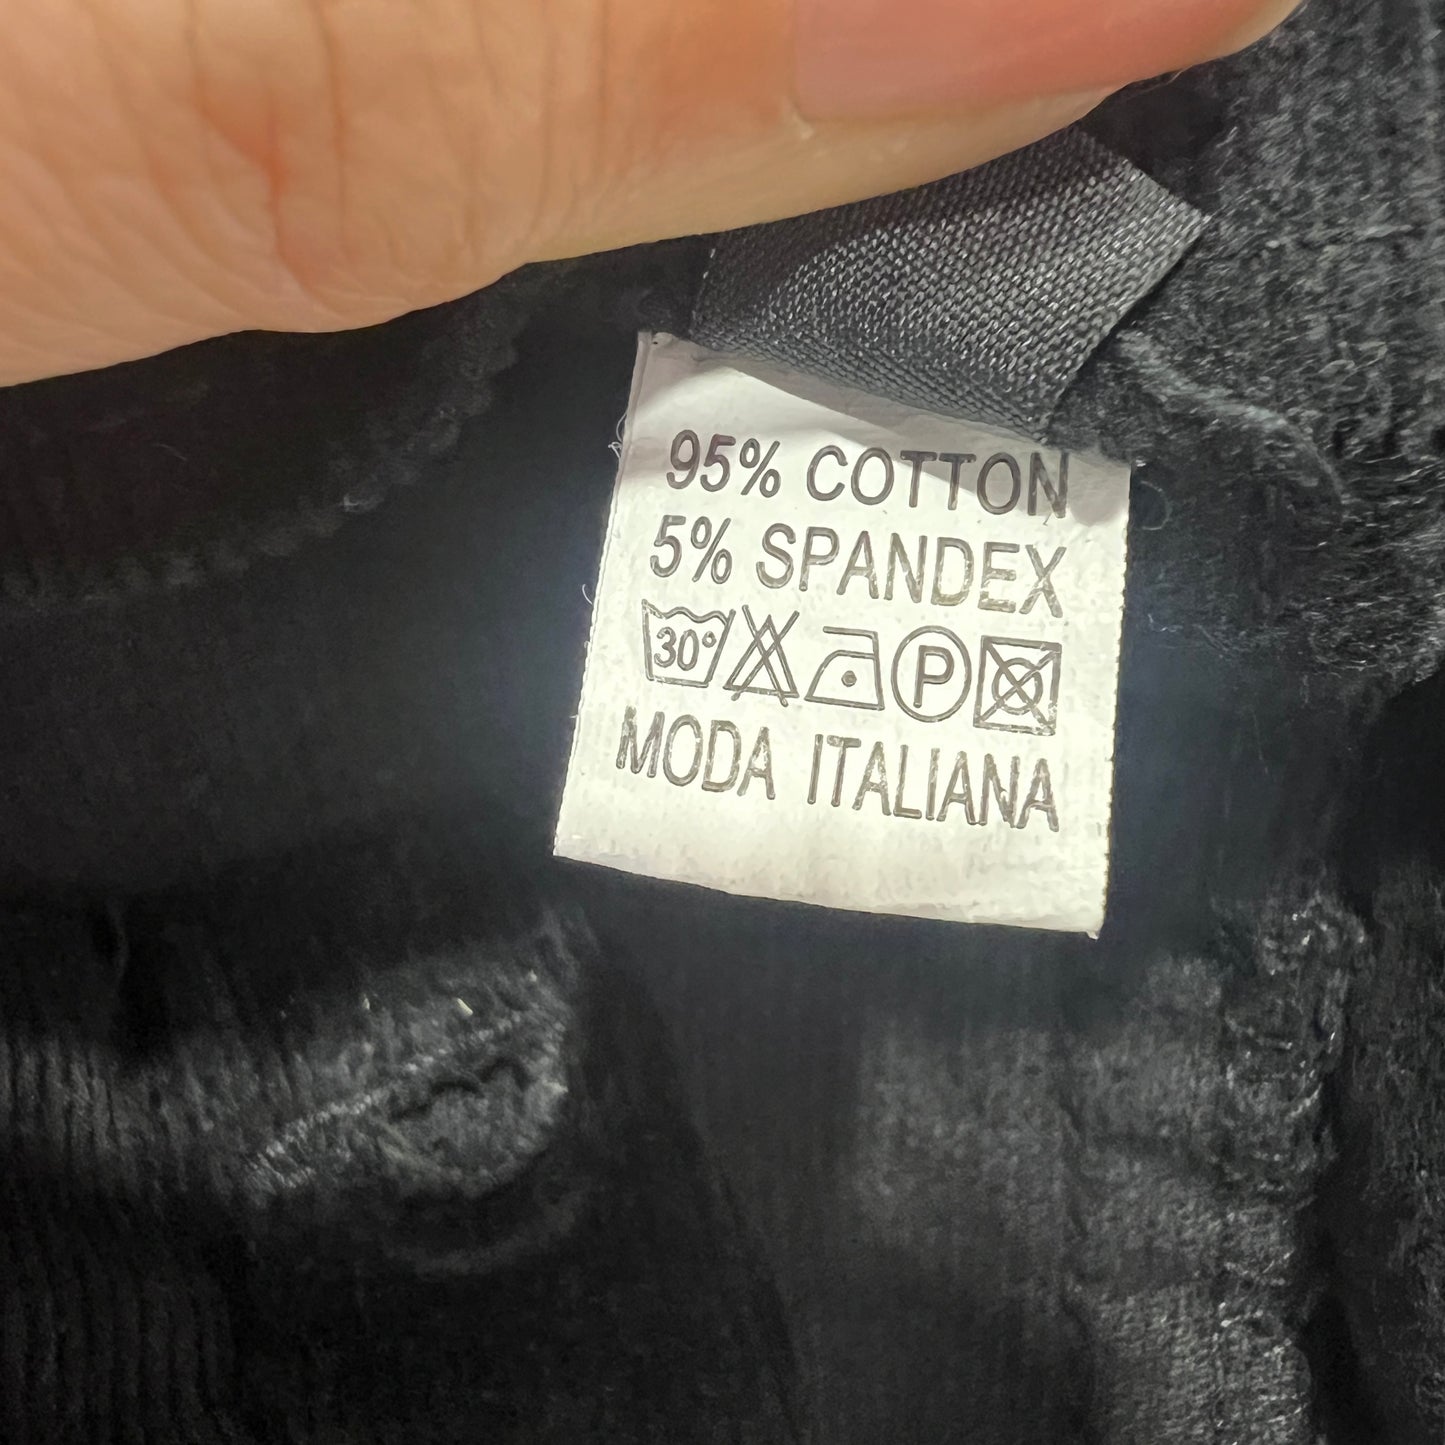 95% COTTON
5% SPANDEX
30° P
MODA ITALIANA